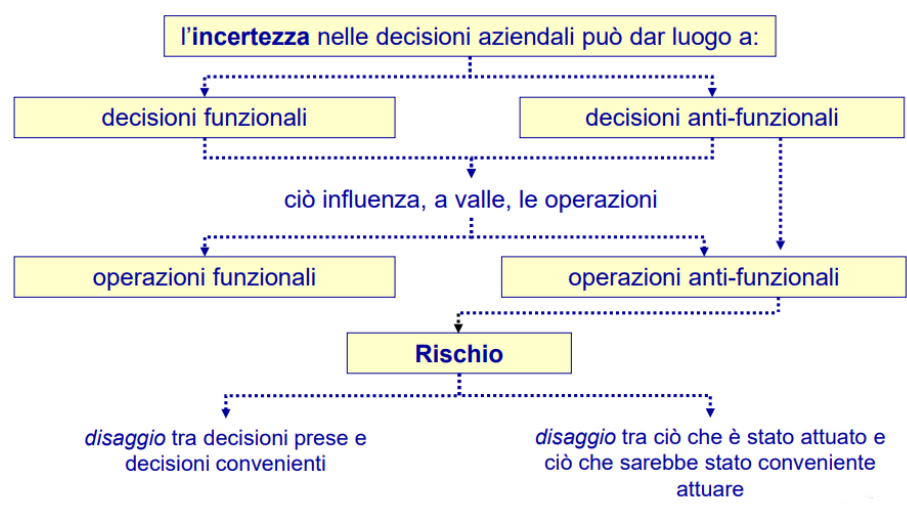 l'incertezza nelle decisioni aziendali può dar luogo a:
decisioni funzionali
decisioni anti-funzionali
ciò influenza, a valle, le operazioni
operazioni funzionali
operazioni anti-funzionali
Rischio
disaggio tra decisioni prese e
decisioni convenienti
disaggio tra ciò che è stato attuato e
ciò che sarebbe stato conveniente
attuare